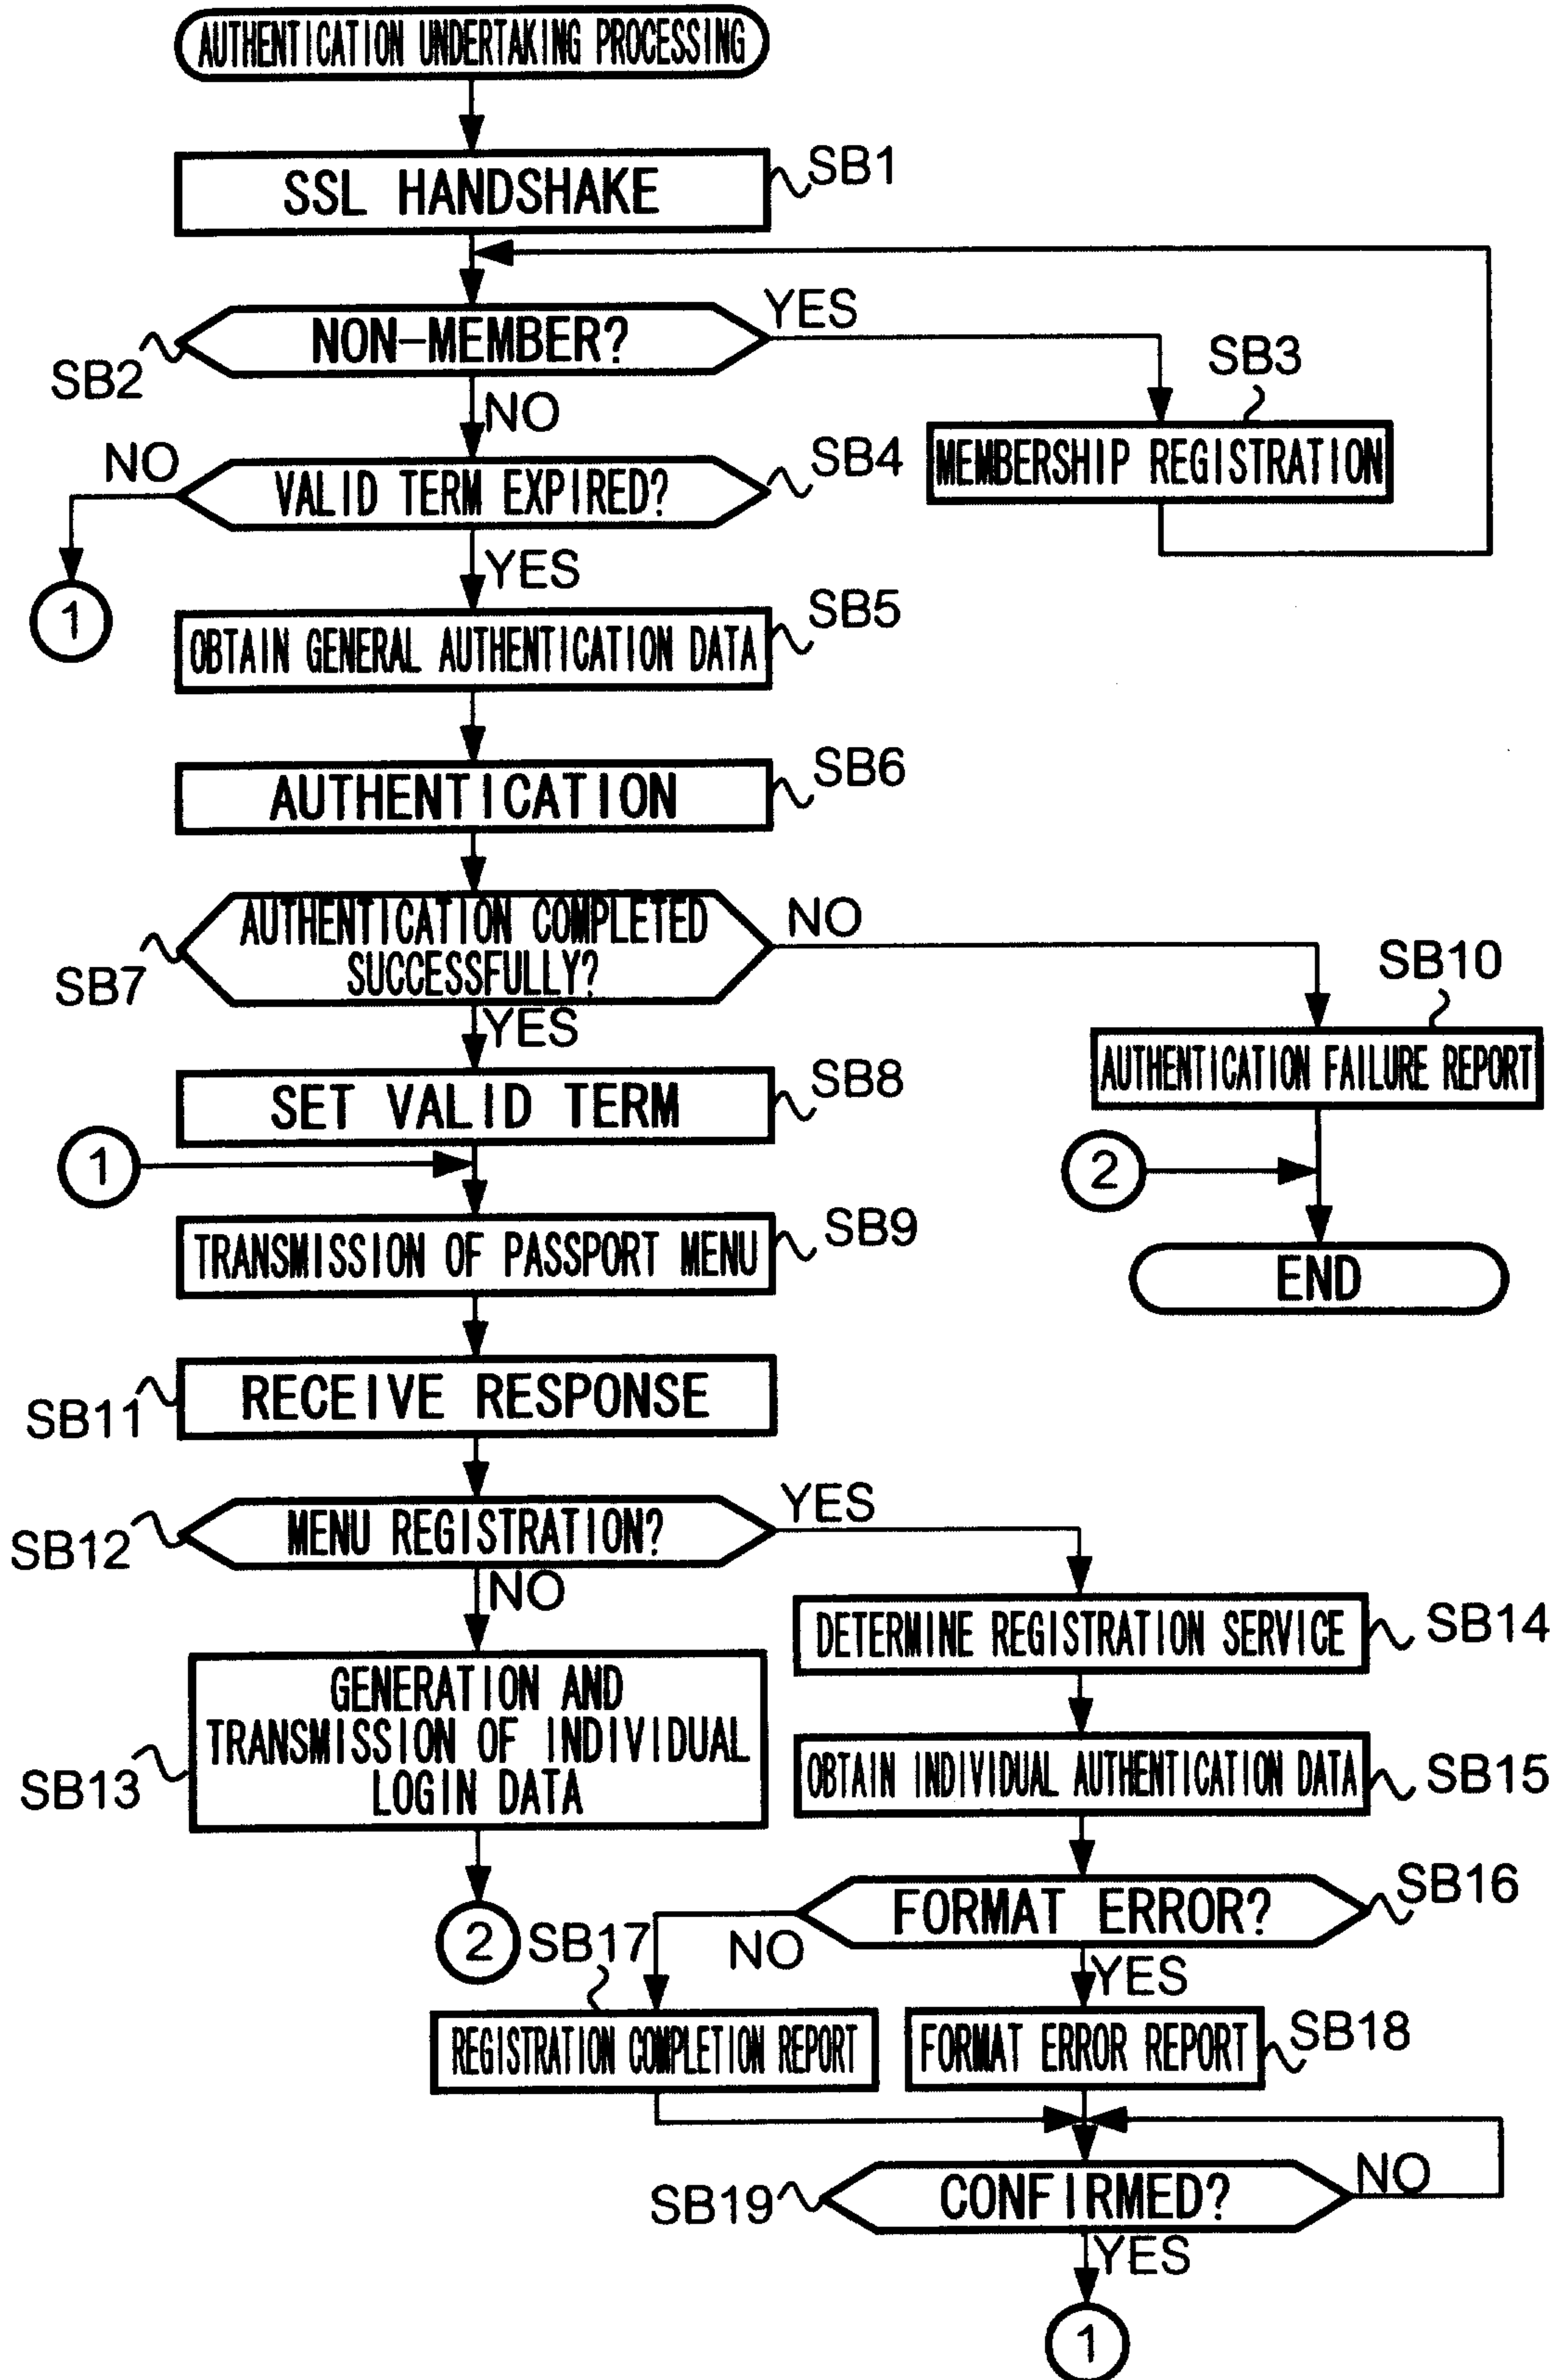 AUTHENTICATION UNDERTAKING PROCESSING
SSL HANDSHAKE
SB1
NON-MEMBER?
YES
SB2
NO
SB3
MEMBERSHIP REGISTRATION
NO
VALID TERM EXPIRED?
SB4
YES
1
OBTAIN GENERAL AUTHENTICATION DATA
SB5
AUTHENTICATION
SB6
AUTHENTICATION COMPLETED
SUCCESSFULLY?
NO
SB7
YES
SB10
AUTHENTICATION FAILURE REPORT
SET VALID TERM
SB8
1
2
TRANSMISSION OF PASSPORT MENU
SB9
END
RECEIVE RESPONSE
SB11
MENU REGISTRATION?
YES
SB12
NO
DETERMINE REGISTRATION SERVICE
SB14
GENERATION AND
TRANSMISSION OF INDIVIDUAL
LOGIN DATA
SB13
OBTAIN INDIVIDUAL AUTHENTICATION DATA
SB15
2
FORMAT ERROR?
SB16
SB17
NO
YES
REGISTRATION COMPLETION REPORT
FORMAT ERROR REPORT
SB18
CONFIRMED?
NO
SB19
YES
1